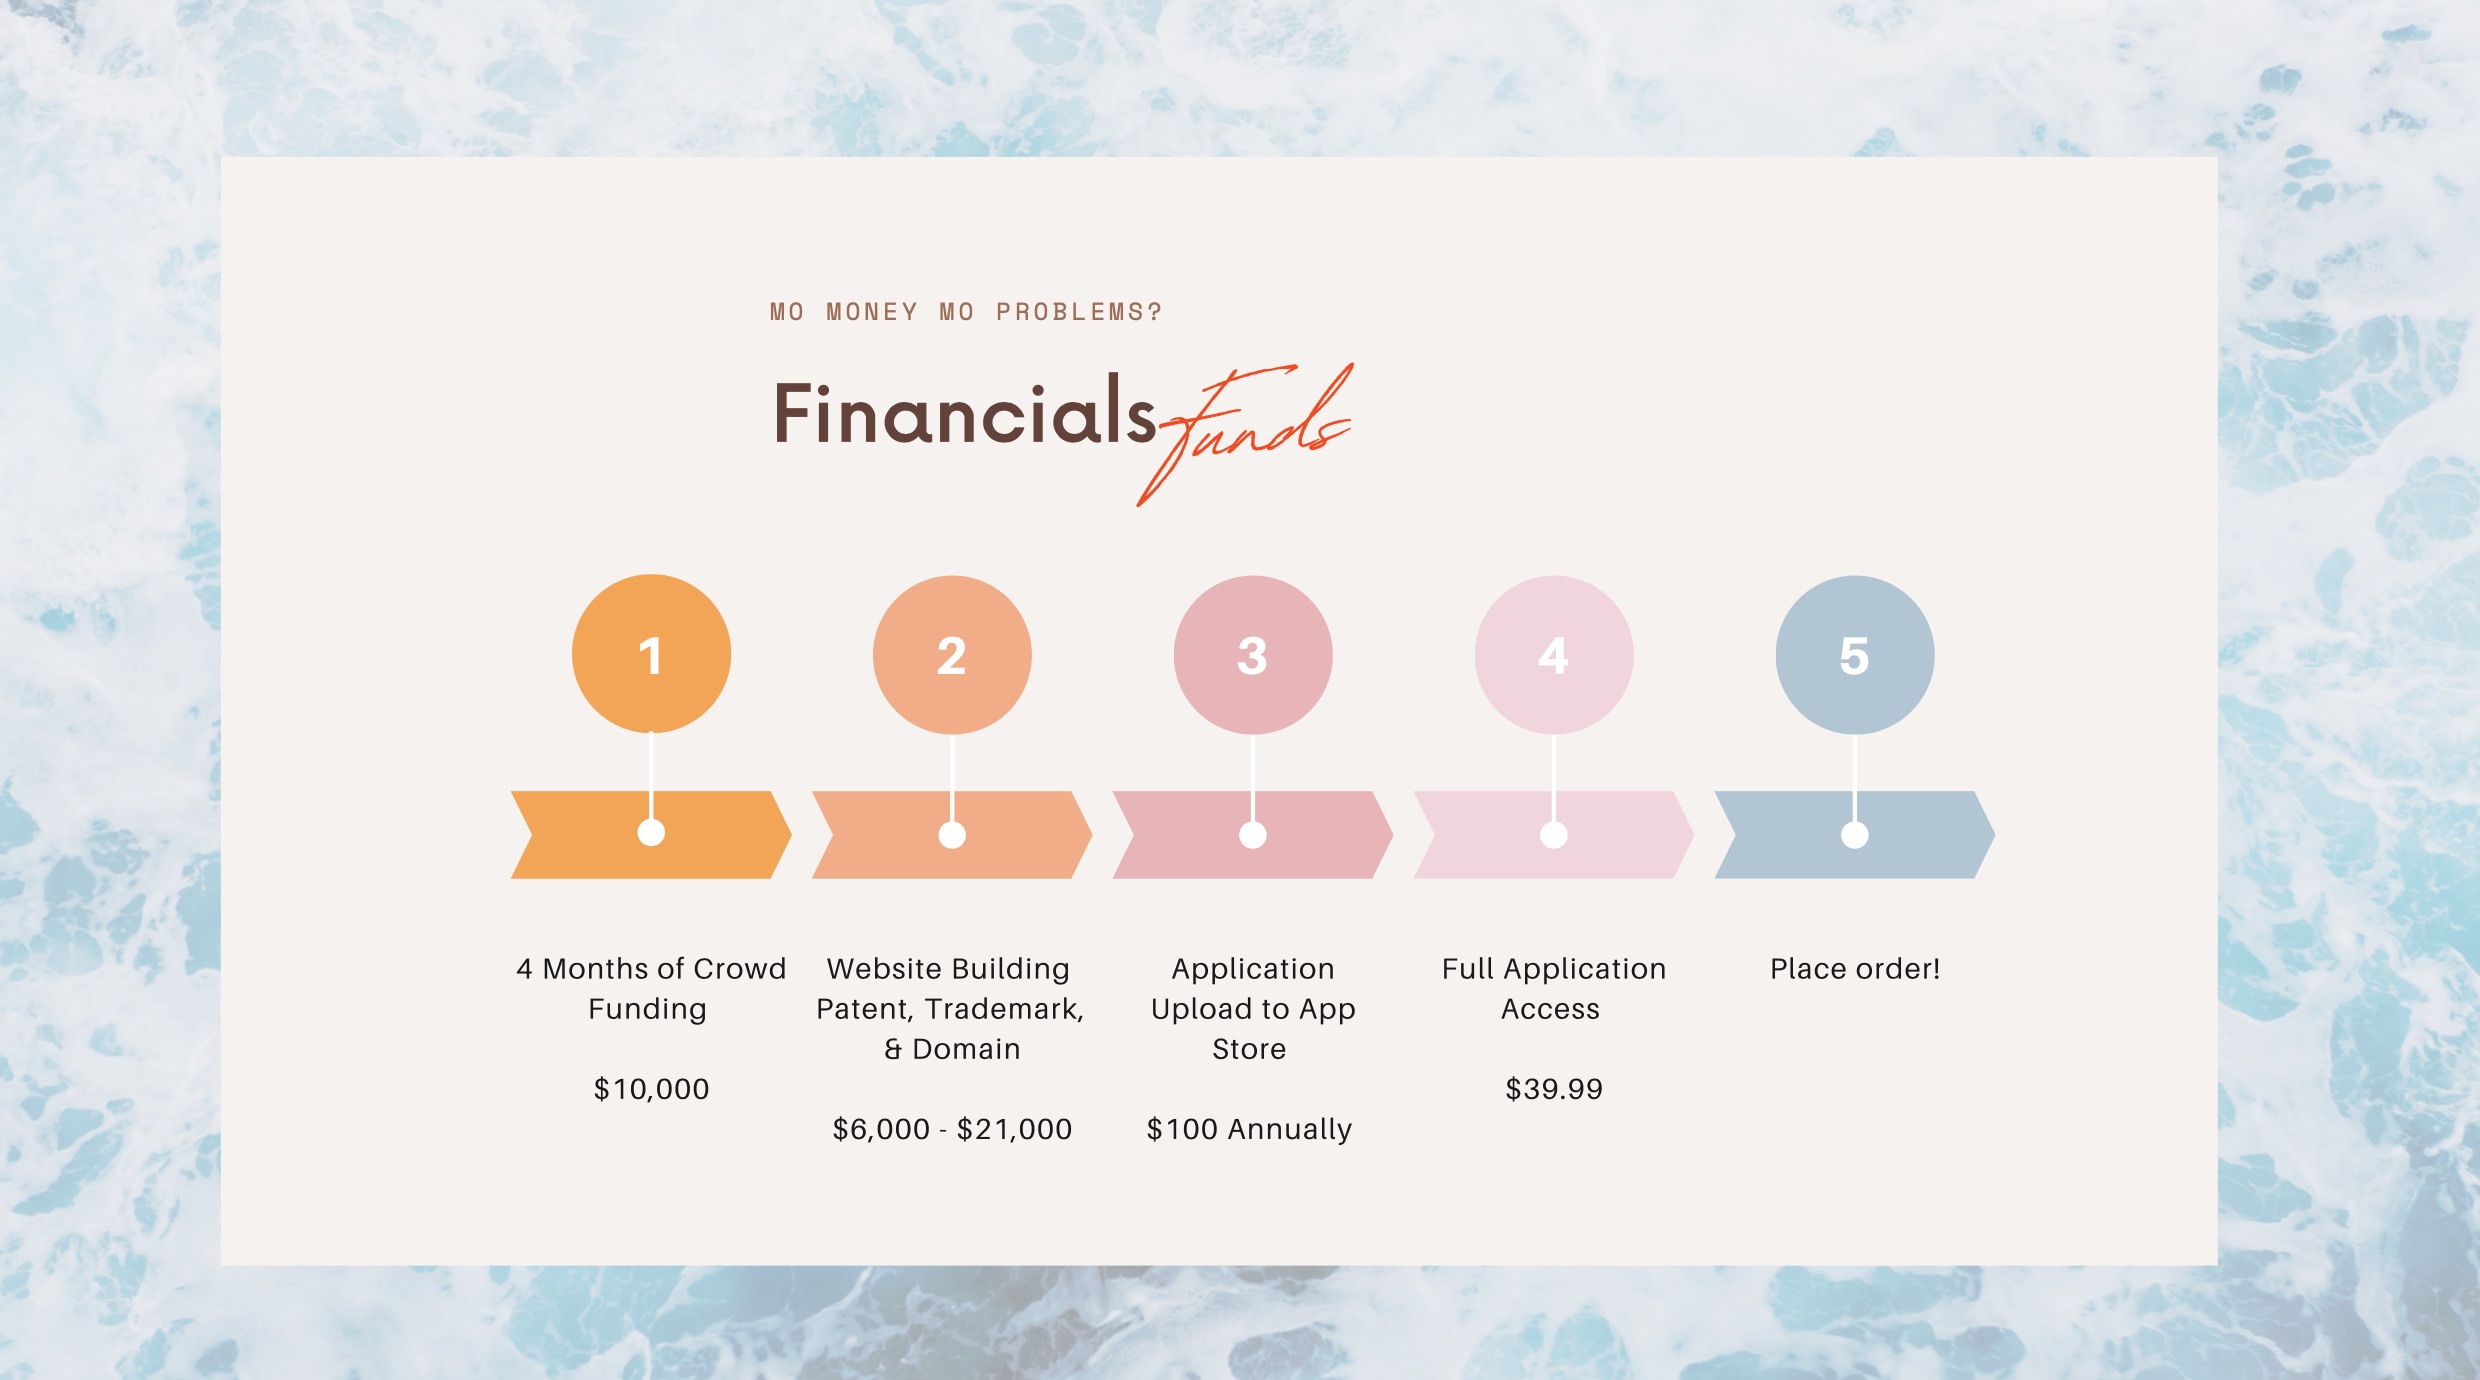 MO MONEY MO PROBLEMS?
Financials Funds
1
2
3
4
5
4 Months of Crowd
Funding
$10,000
Website Building
Patent, Trademark,
& Domain
$6,000 - $21,000
Application
Upload to App
Store
$100 Annually
Full Application
Access
$39.99
Place order!